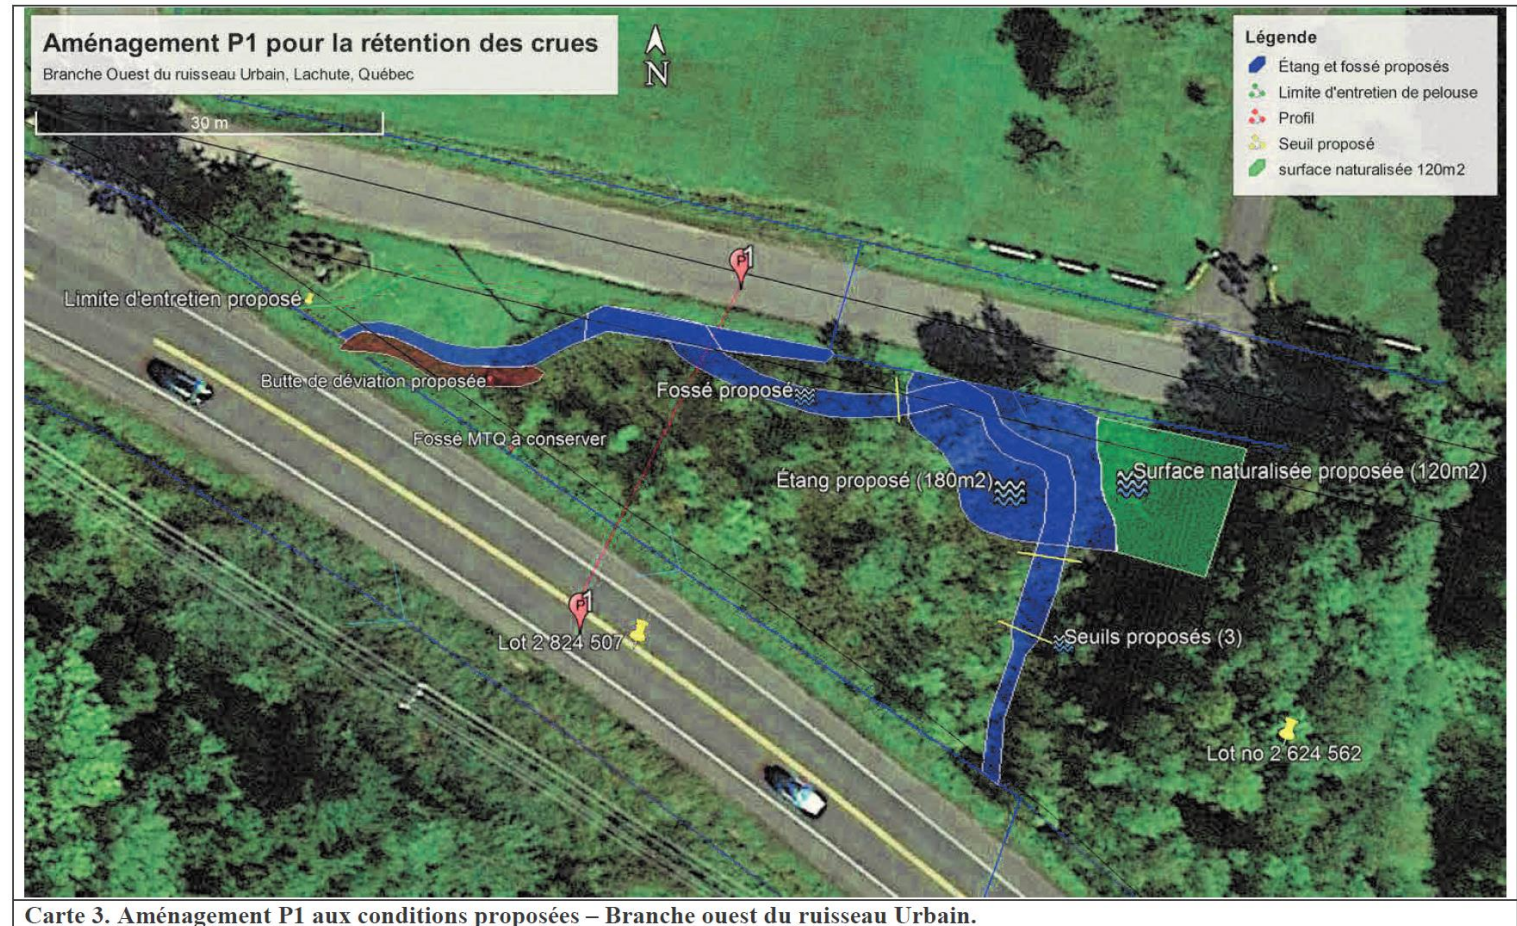 Aménagement P1 pour la rétention des crues
Branche Ouest du ruisseau Urbain, Lachute, Québec
N
30 m
Légende
Étang et fossé proposés
Limite d'entretien de pelouse
Profil
Seuil proposé
surface naturalisée 120m2
P1
Limite d'entretien proposé
Butte de déviation proposée
Fossé proposé
Fossé MTQ à conserver
Étang proposé (180m2)
Surface naturalisée proposée (120m2)
P1
Lot 2 824 507
Seuils proposés (3)
Lot no 2 624 562
Carte 3. Aménagement P1 aux conditions proposées – Branche ouest du ruisseau Urbain.